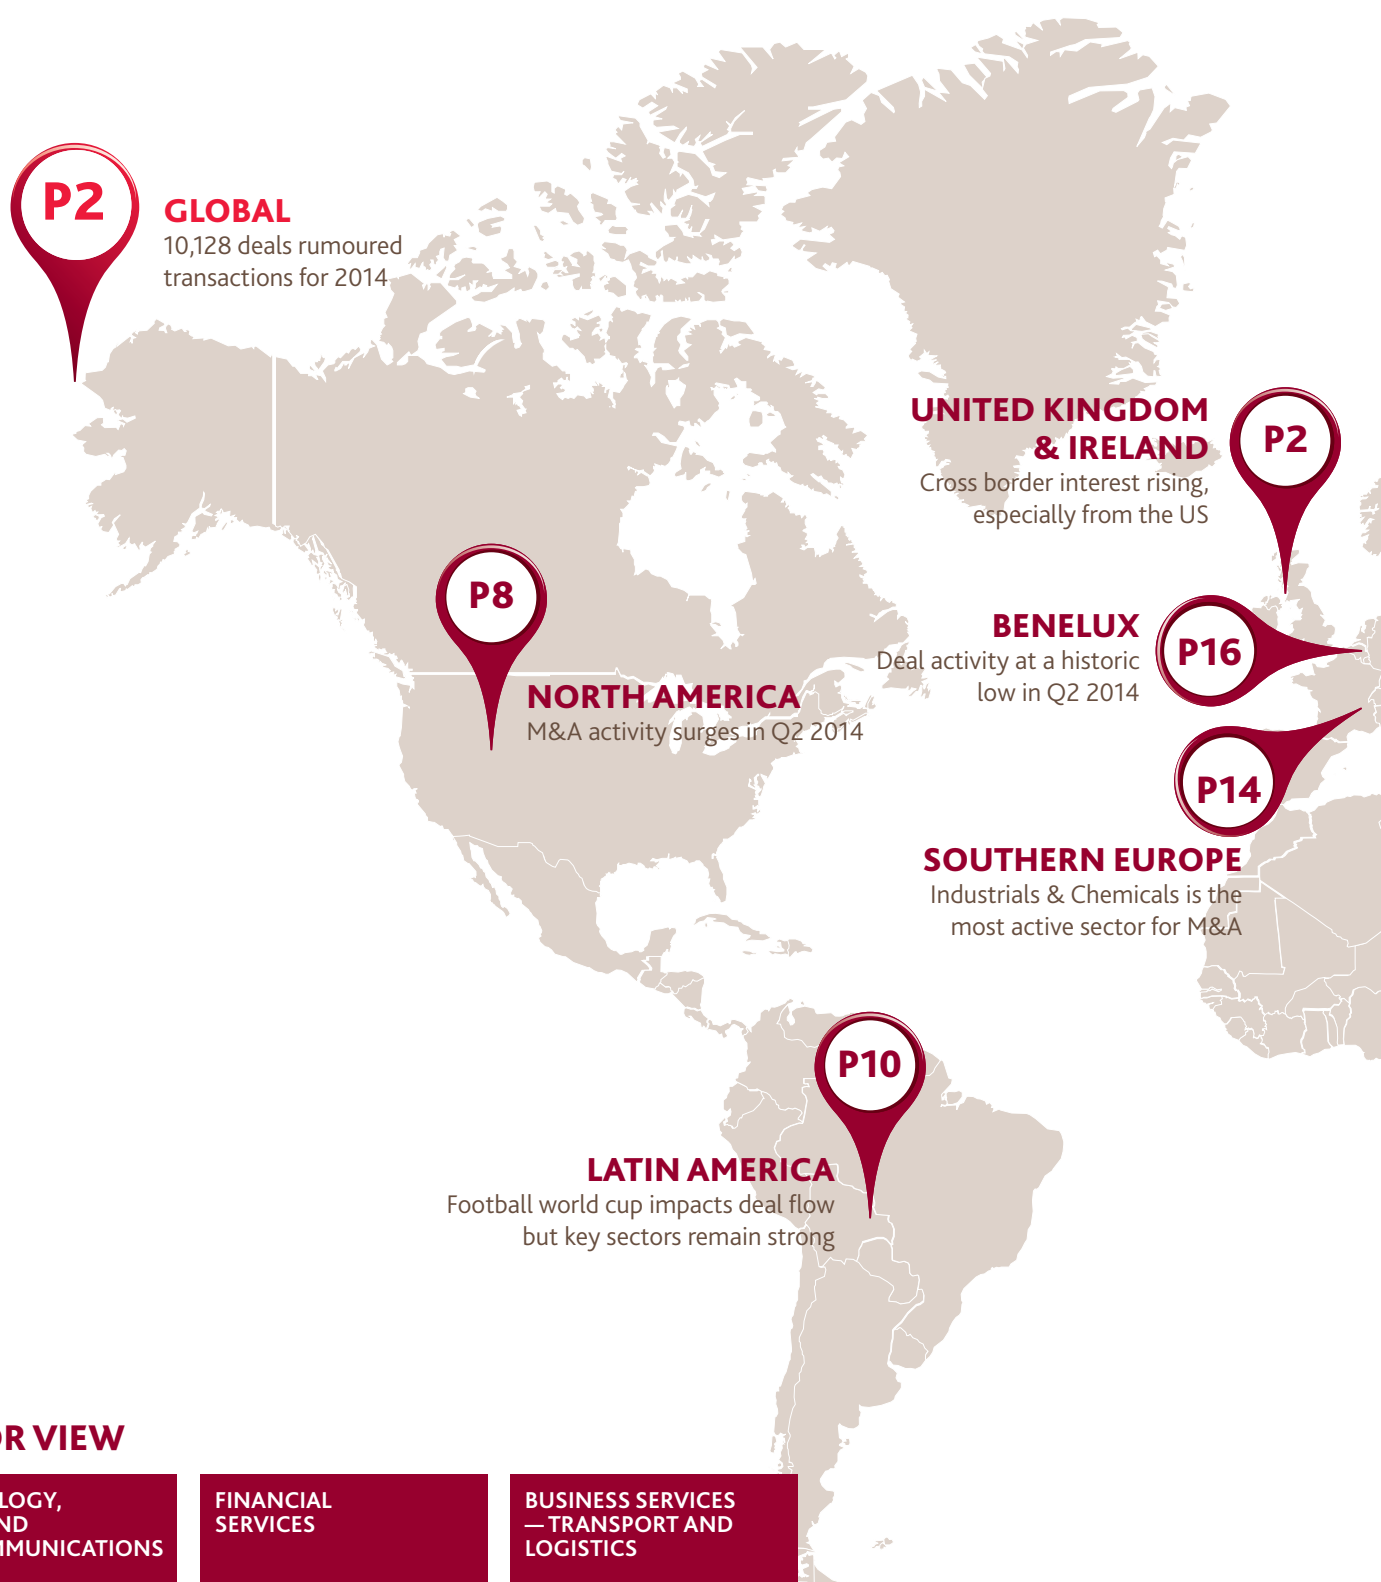 P2
GLOBAL
10,128 deals rumoured
transactions for 2014
UNITED KINGDOM
& IRELAND
Cross border interest rising,
especially from the US
P2
P8
NORTH AMERICA
M&A activity surges in Q2 2014
BENELUX
Deal activity at a historic
low in Q2 2014
P16
P14
SOUTHERN EUROPE
Industrials & Chemicals is the
most active sector for M&A
P10
LATIN AMERICA
Football world cup impacts deal flow
but key sectors remain strong
VIEW
FINANCIAL
SERVICES
BUSINESS SERVICES
— TRANSPORT AND
LOGISTICS